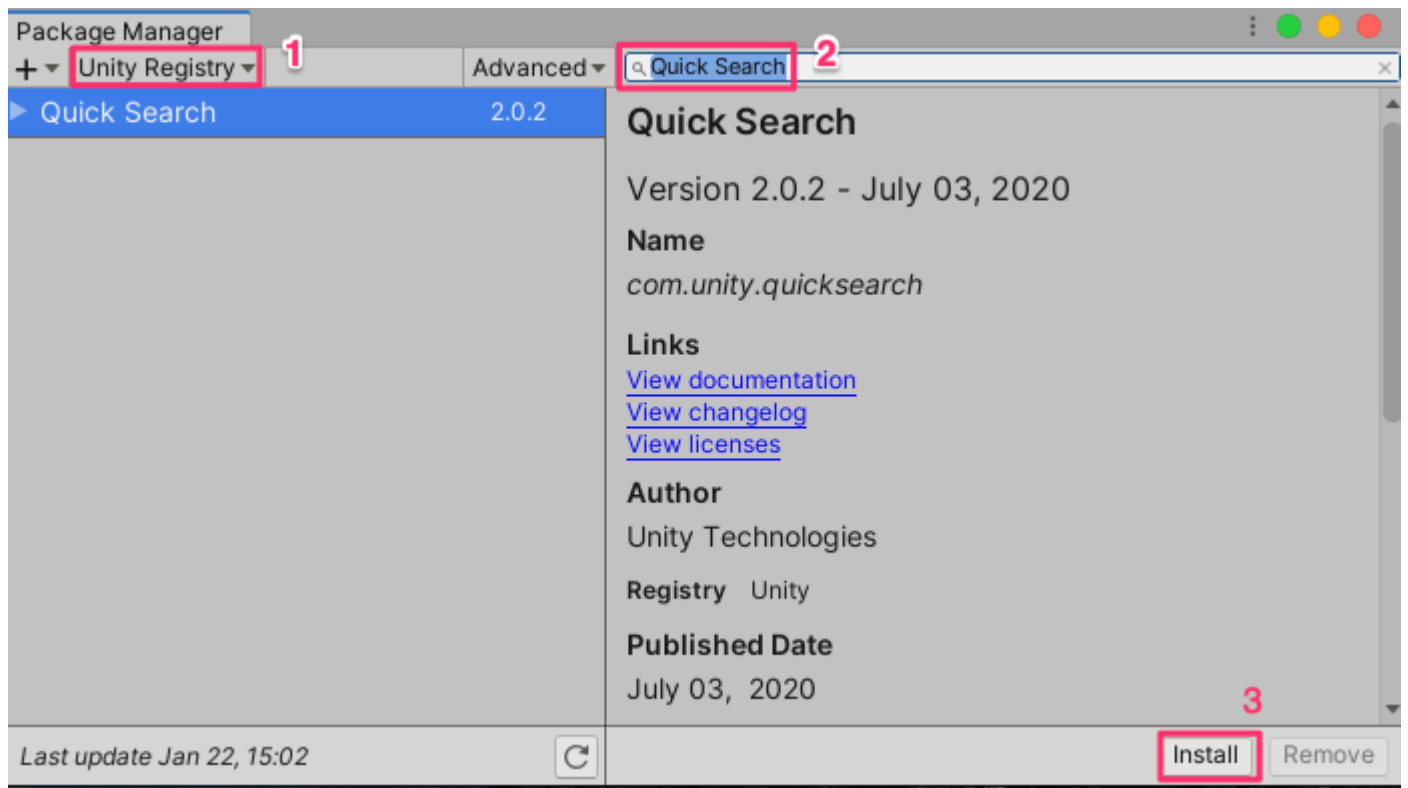 Package Manager
1
+ Unity Registry
Advanced
2
Quick Search
Quick Search 2.0.2
Quick Search
Version 2.0.2 - July 03, 2020
Name
com.unity.quicksearch
Links
View documentation
View changelog
View licenses
Author
Unity Technologies
Registry Unity
Published Date
July 03, 2020
3
Last update Jan 22, 15:02
Install
Remove